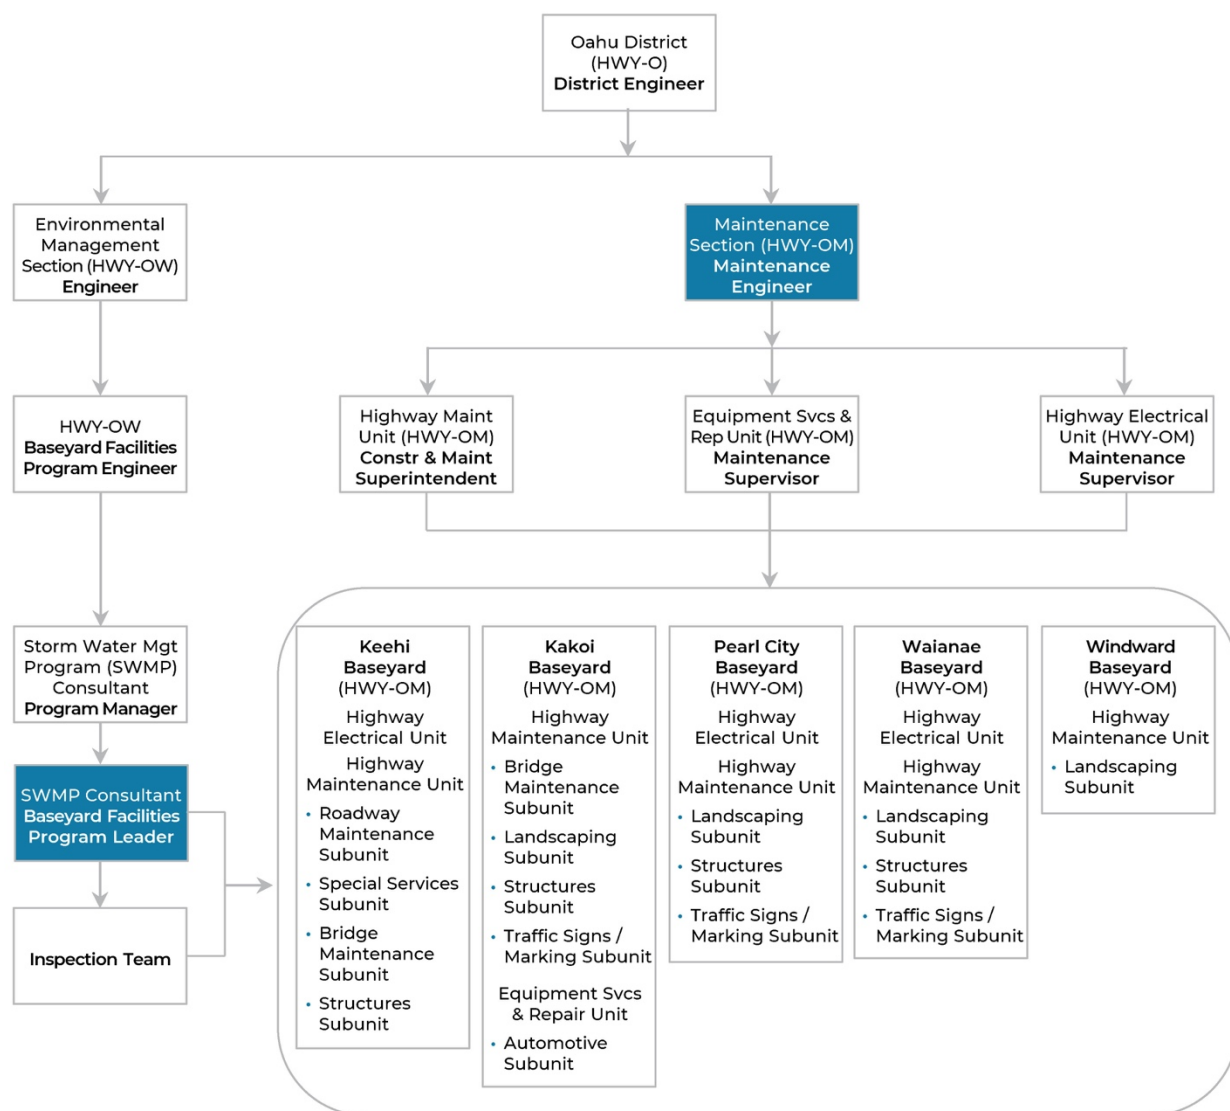 Oahu District
(HWY-O)
District Engineer
Environmental
Management
Section (HWY-OW)
Engineer
Maintenance
Section (HWY-OM)
Maintenance
Engineer
HWY-OW
Baseyard Facilities
Program Engineer
Highway Maint
Unit (HWY-OM)
Constr & Maint
Superintendent
Equipment Svcs &
Rep Unit (HWY-OM)
Maintenance
Supervisor
Highway Electrical
Unit (HWY-OM)
Maintenance
Supervisor
Storm Water Mgt
Program (SWMP)
Consultant
Program Manager
SWMP Consultant
Baseyard Facilities
Program Leader
Inspection Team
Keehi
Baseyard
(HWY-OM)
Highway
Electrical Unit
Highway
Maintenance Unit
• Roadway
Maintenance
Subunit
• Special Services
Subunit
• Bridge
Maintenance
Subunit
• Structures
Subunit
Kakoi
Baseyard
(HWY-OM)
Highway
Maintenance Unit
• Bridge
Maintenance
Subunit
• Landscaping
Subunit
• Structures
Subunit
• Traffic Signs /
Marking Subunit
Equipment Svcs
& Repair Unit
• Automotive
Subunit
Pearl City
Baseyard
(HWY-OM)
Highway
Electrical Unit
Highway
Maintenance Unit
• Landscaping
Subunit
• Structures
Subunit
• Traffic Signs /
Marking Subunit
Waianae
Baseyard
(HWY-OM)
Highway
Electrical Unit
Highway
Maintenance Unit
• Landscaping
Subunit
• Structures
Subunit
• Traffic Signs /
Marking Subunit
Windward
Baseyard
(HWY-OM)
Highway
Maintenance Unit
• Landscaping
Subunit